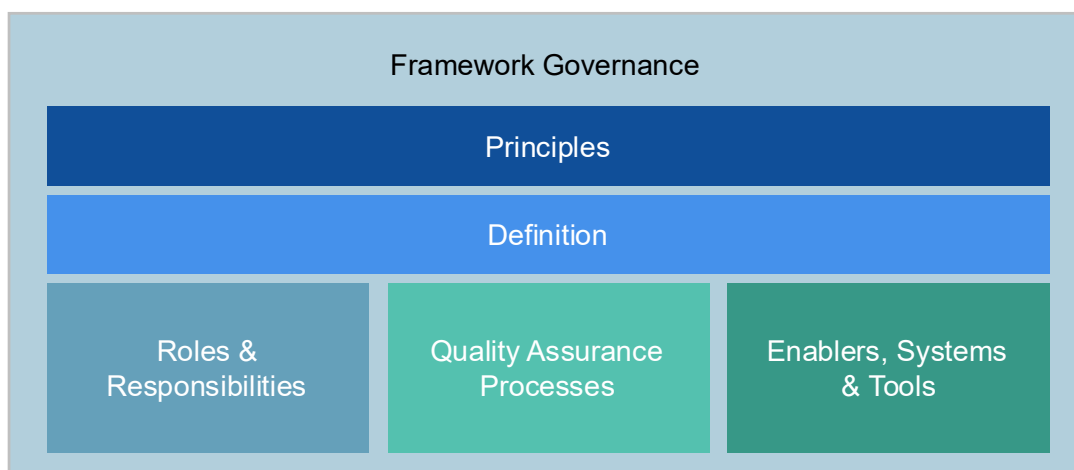 Framework Governance
Principles
Definition
Roles &
Responsibilities
Quality Assurance
Processes
Enablers, Systems
& Tools